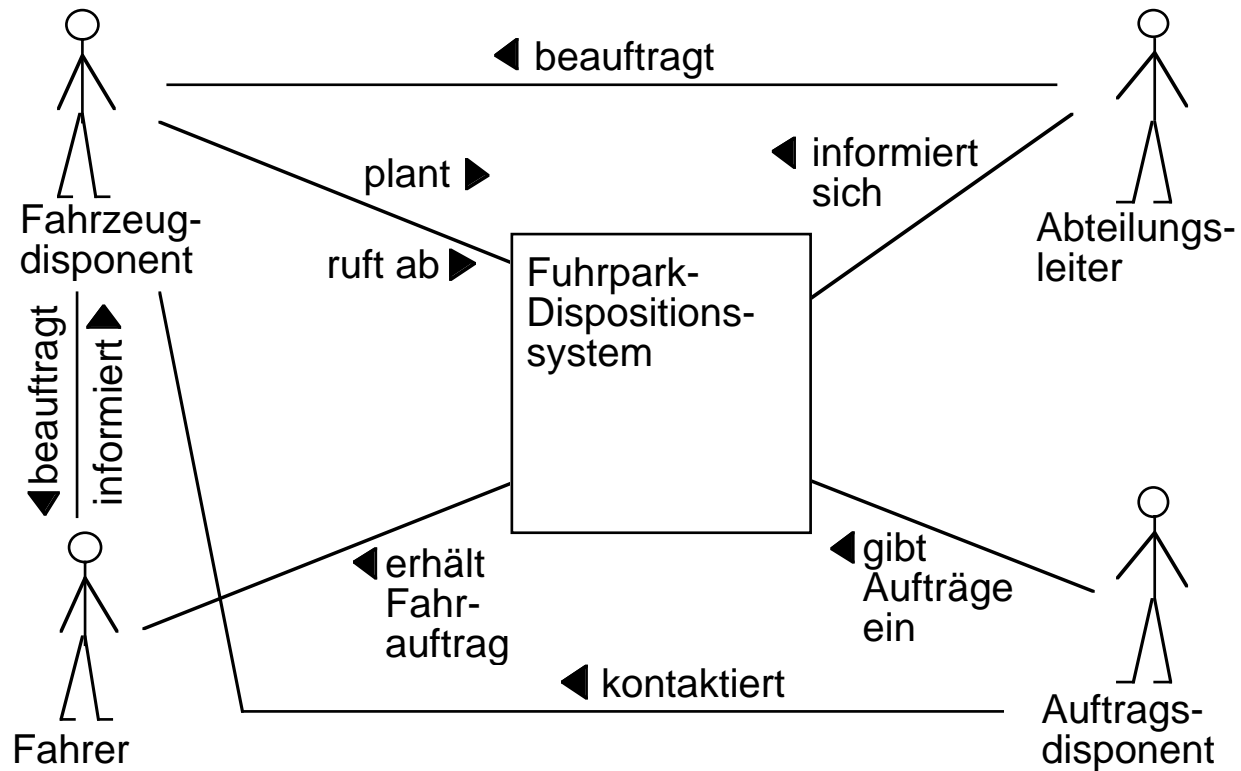 beauftragt
informiert
sich
plant
Fahrzeug-
disponent
Abteilungs-
leiter
ruft ab
Fuhrpark-
Dispositions-
system
beauftragt
informiert
erhält
Fahr-
auftrag
gibt
Aufträge
ein
kontaktiert
Fahrer
Auftrags-
disponent